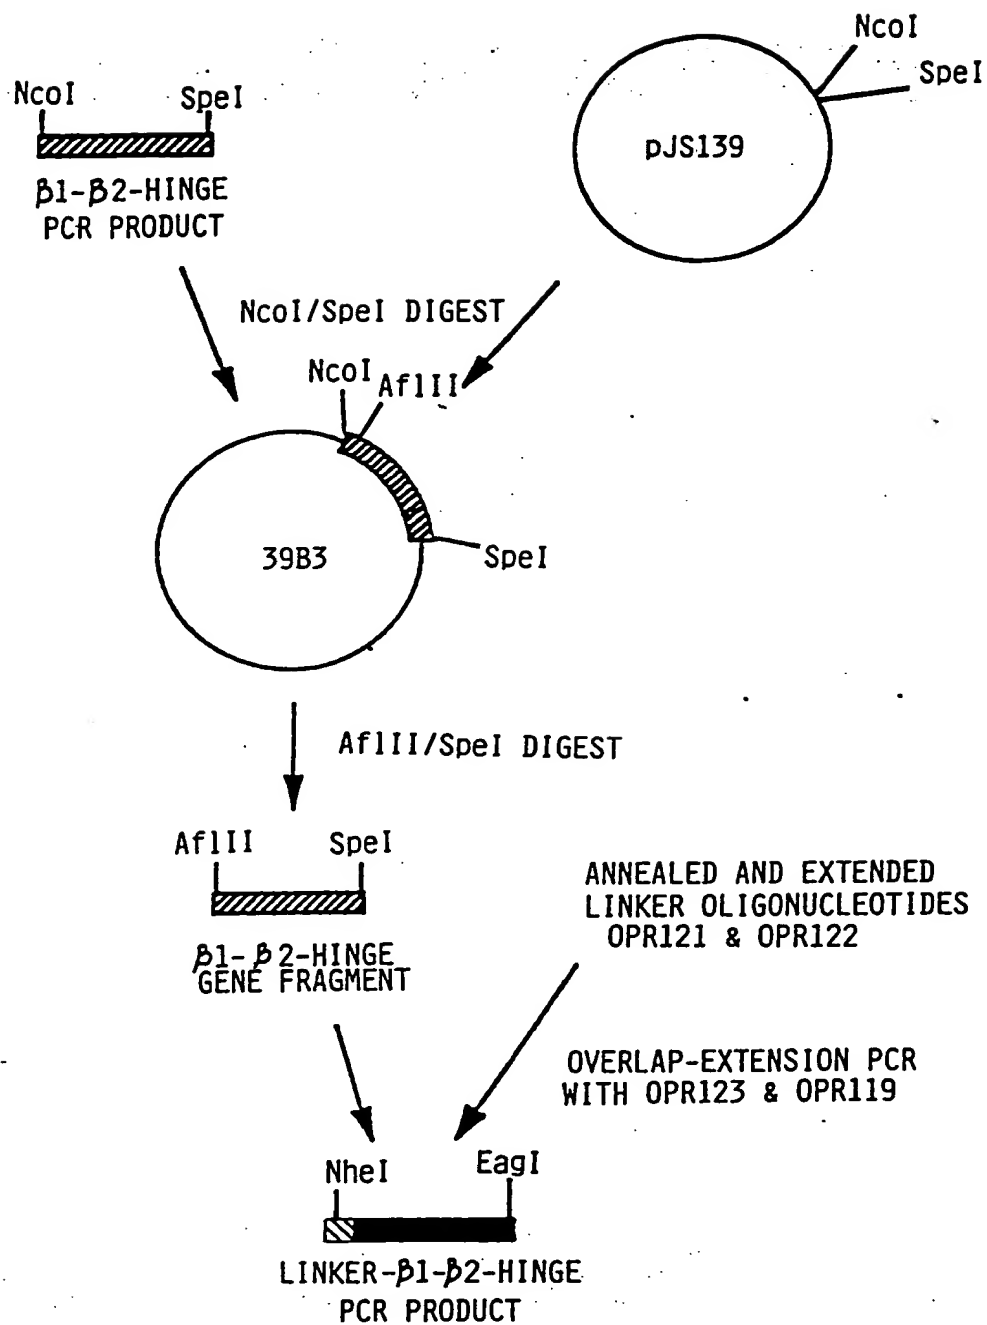 NcoI
SpeI
NcoI
SpeI
pJS139
β1-β2-HINGE
PCR PRODUCT
NcoI/SpeI DIGEST
NcoI
AflII
39B3
SpeI
AflII/SpeI DIGEST
AflII
SpeI
β1-β2-HINGE
GENE FRAGMENT
ANNEALED AND EXTENDED
LINKER OLIGONUCLEOTIDES
OPR121 & OPR122
OVERLAP-EXTENSION PCR
WITH OPR123 & OPR119
NheI
EagI
LINKER-β1-β2-HINGE
PCR PRODUCT